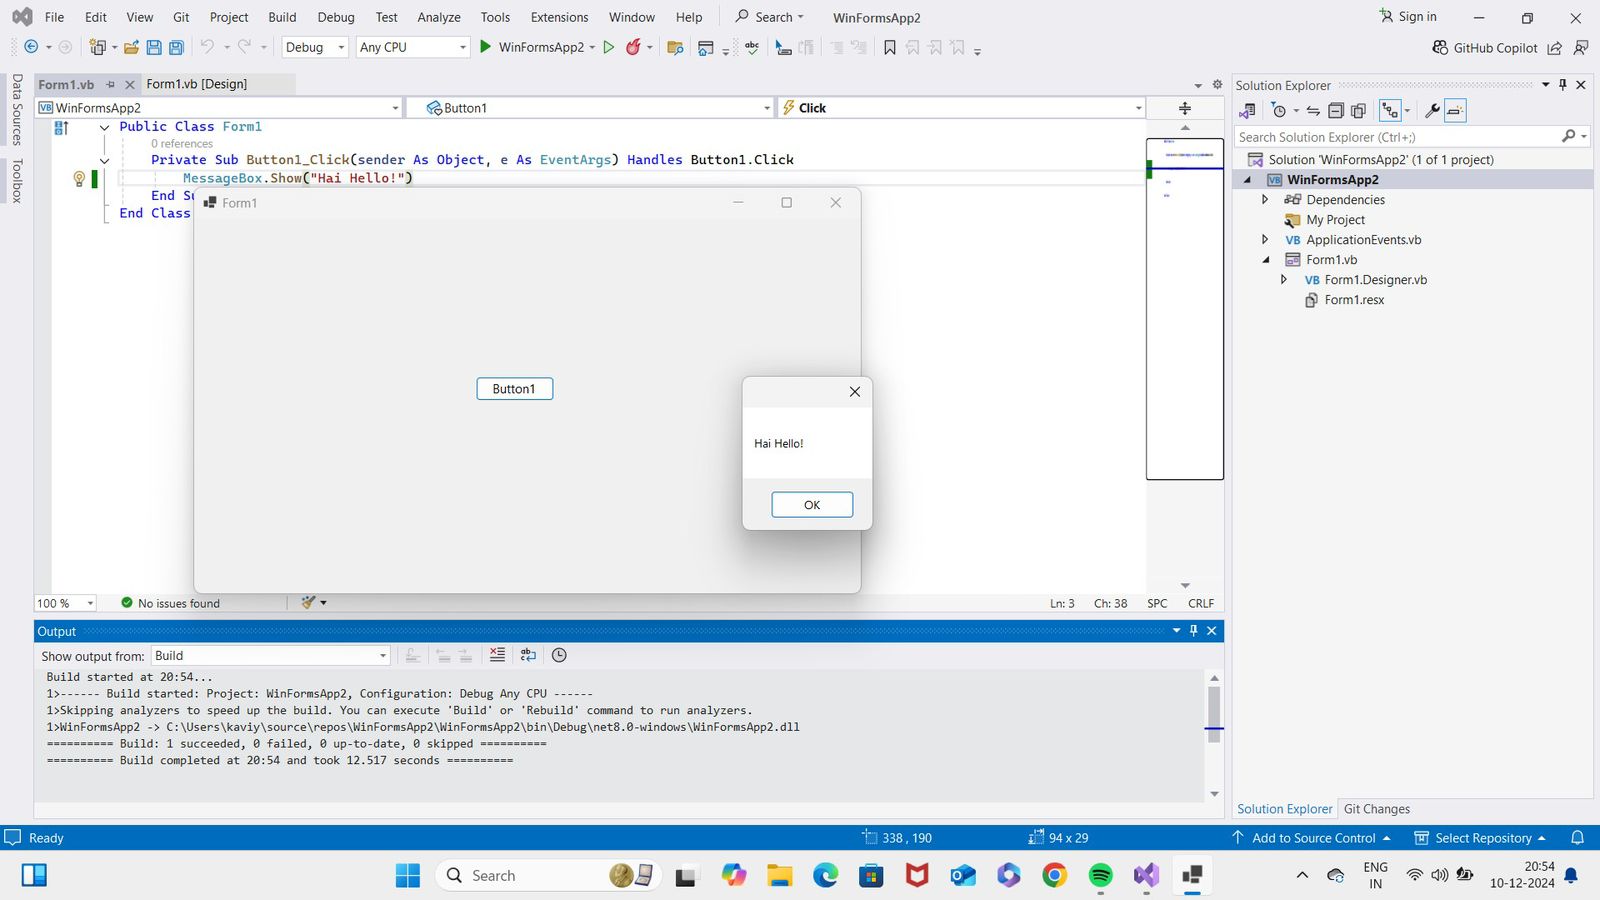 File Edit View Git Project Build Debug Test Analyze Tools Extensions Window Help Search WinFormsApp2 Sign in
Debug Any CPU WinFormsApp2 GitHub Copilot
Data Sources
Toolbox
Form1.vb Form1.vb [Design]
VB WinFormsApp2 Button1 Click
Public Class Form1
0 references
Private Sub Button1_Click(sender As Object, e As EventArgs) Handles Button1.Click
MessageBox.Show("Hai Hello!")
End Su
End Class
Form1
Button1
Hai Hello!
OK
100 % No issues found Ln: 3 Ch: 38 SPC CRLF
Output
Show output from: Build
Build started at 20:54...
1>------ Build started: Project: WinFormsApp2, Configuration: Debug Any CPU ------
1>Skipping analyzers to speed up the build. You can execute 'Build' or 'Rebuild' command to run analyzers.
1>WinFormsApp2 -> C:\Users\kaviy\source\repos\WinFormsApp2\WinFormsApp2\bin\Debug\net8.0-windows\WinFormsApp2.dll
========== Build: 1 succeeded, 0 failed, 0 up-to-date, 0 skipped ==========
========== Build completed at 20:54 and took 12.517 seconds ==========
Solution Explorer
Search Solution Explorer (Ctrl+;)
Solution 'WinFormsApp2' (1 of 1 project)
VB WinFormsApp2
Dependencies
My Project
VB ApplicationEvents.vb
Form1.vb
VB Form1.Designer.vb
Form1.resx
Solution Explorer Git Changes
Ready 338 , 190 94 x 29 Add to Source Control Select Repository
Search
ENG
IN
20:54
10-12-2024